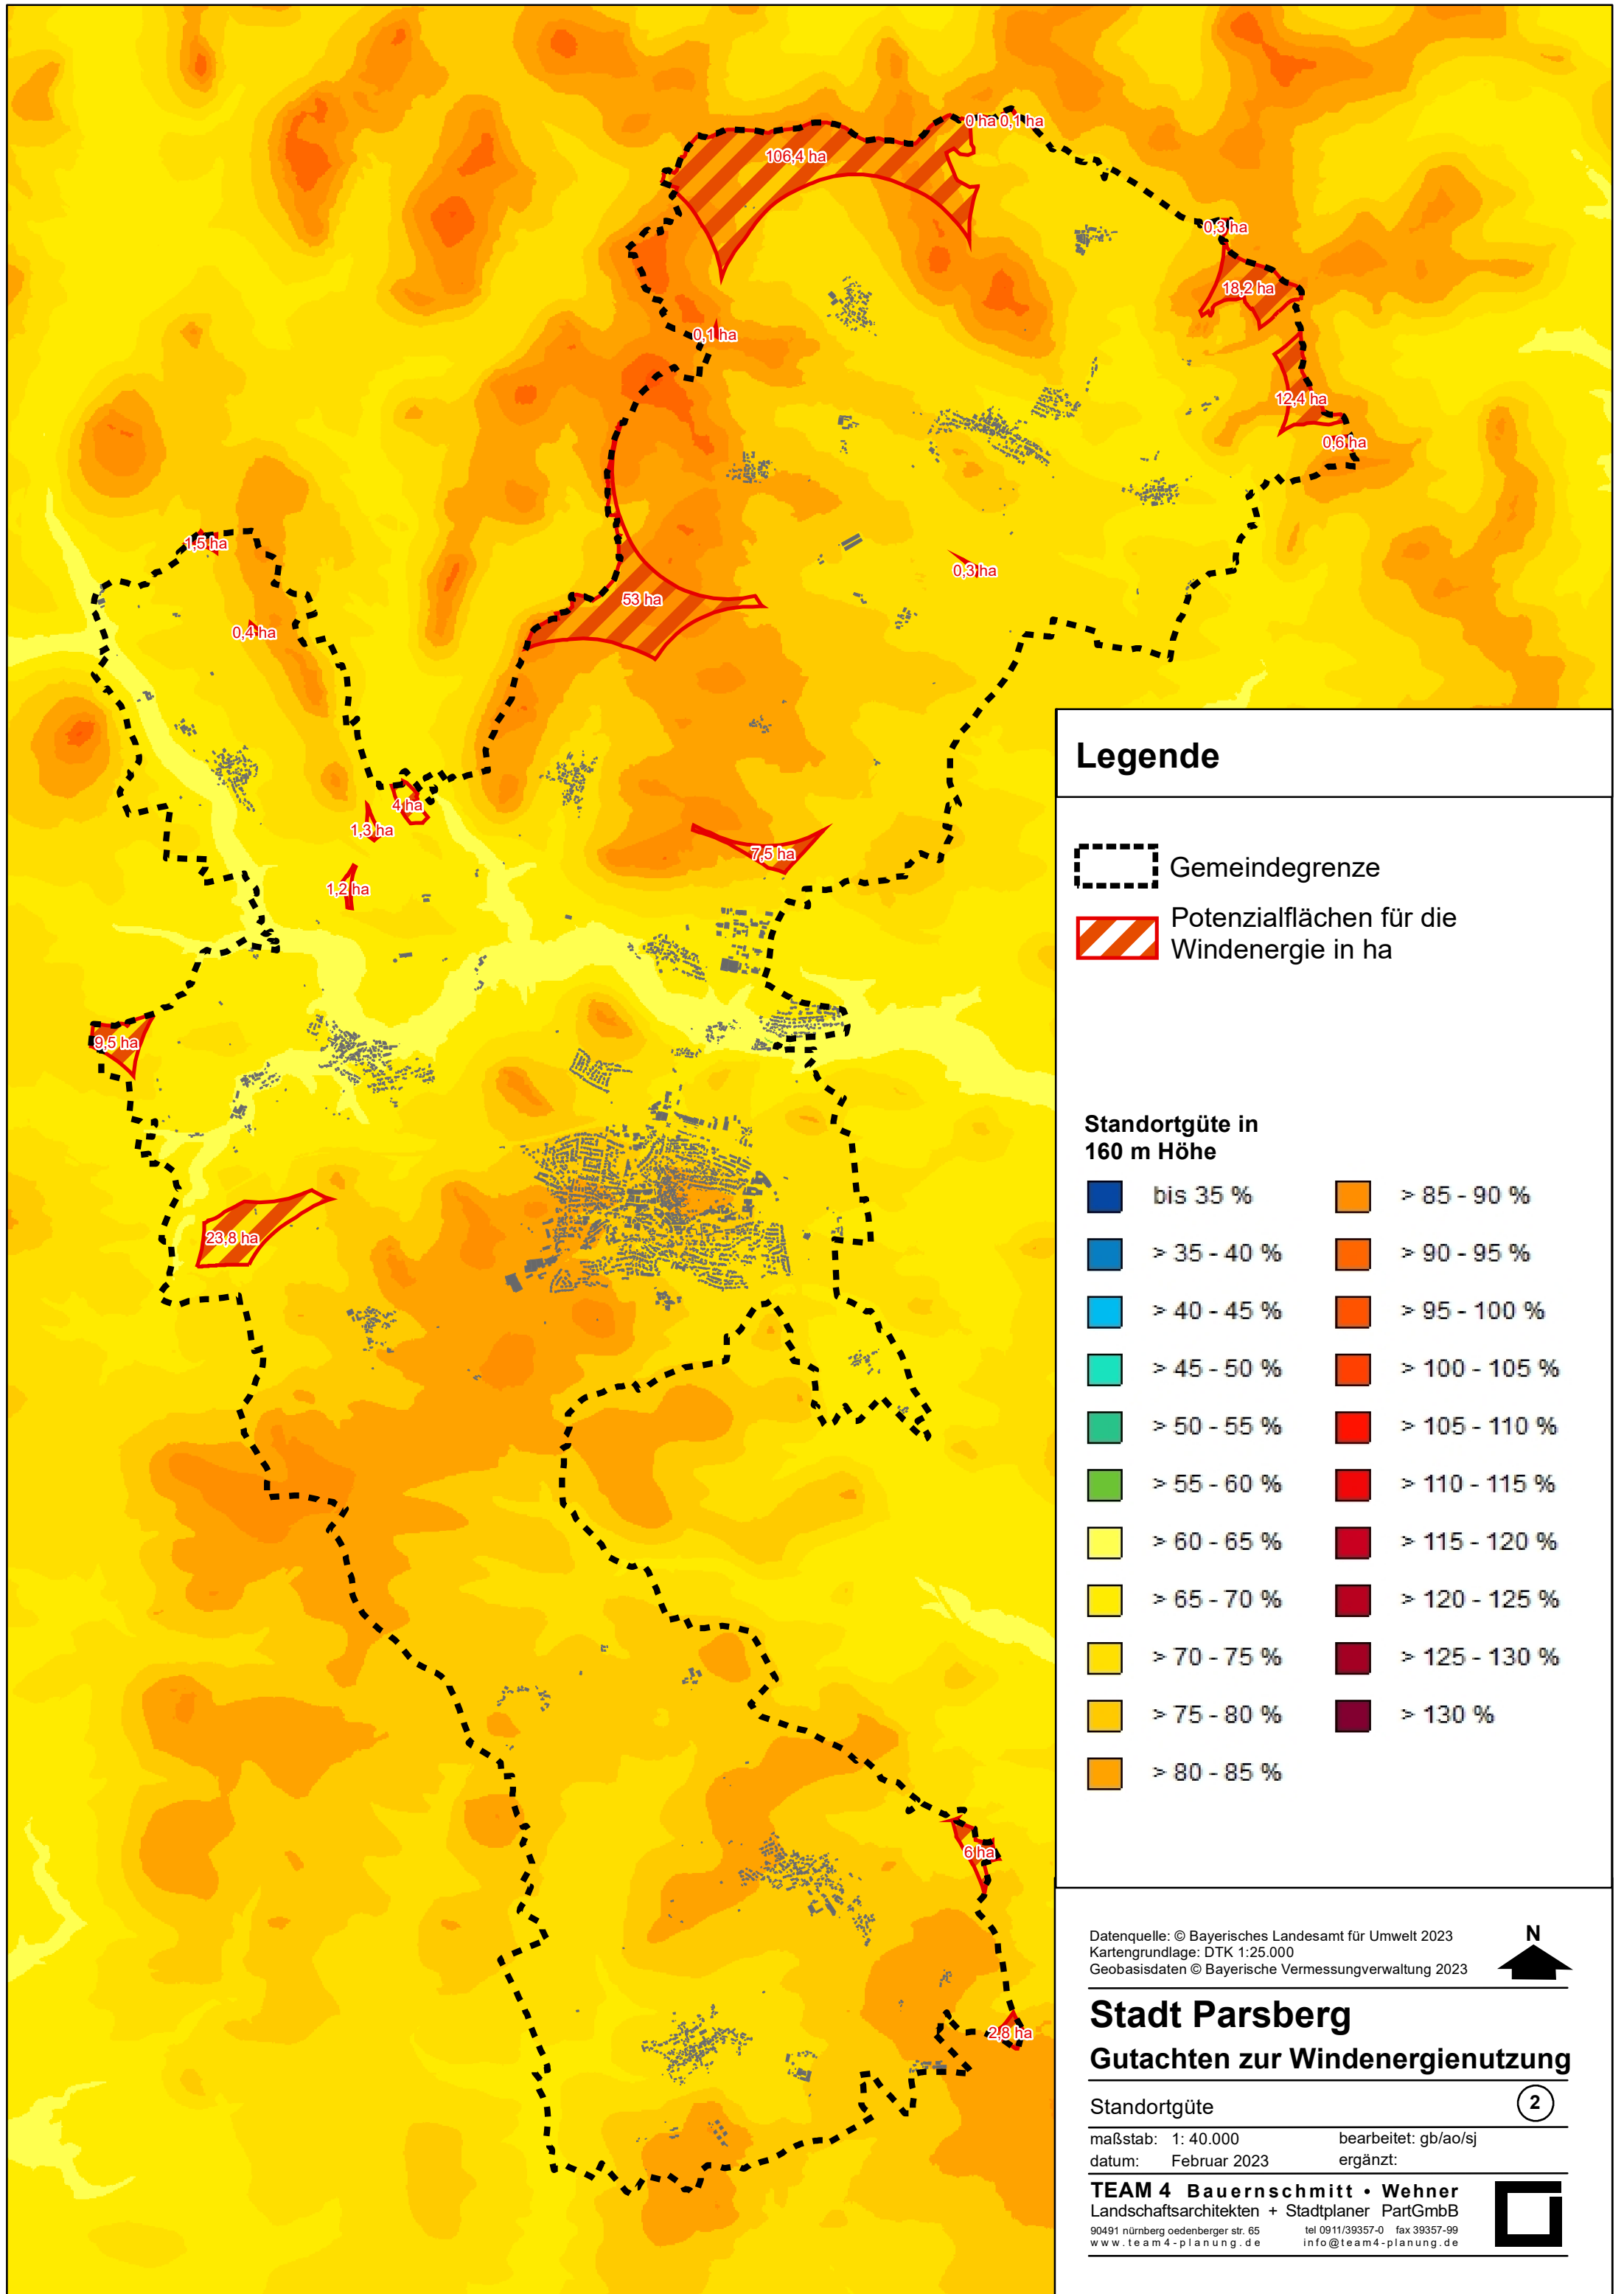 0 ha 0,1 ha
106,4 ha
0,3 ha
18,2 ha
0,1 ha
12,4 ha
0,6 ha
1,5 ha
0,3 ha
53 ha
0,4 ha
4 ha
1,3 ha
7,5 ha
1,2 ha
9,5 ha
23,8 ha
6 ha
2,8 ha
Legende
Gemeindegrenze
Potenzialflächen für die
Windenergie in ha
Standortgüte in
160 m Höhe
bis 35 %
> 35 - 40 %
> 40 - 45 %
> 45 - 50 %
> 50 - 55 %
> 55 - 60 %
> 60 - 65 %
> 65 - 70 %
> 70 - 75 %
> 75 - 80 %
> 80 - 85 %
> 85 - 90 %
> 90 - 95 %
> 95 - 100 %
> 100 - 105 %
> 105 - 110 %
> 110 - 115 %
> 115 - 120 %
> 120 - 125 %
> 125 - 130 %
> 130 %
Datenquelle: © Bayerisches Landesamt für Umwelt 2023
Kartengrundlage: DTK 1:25.000
Geobasisdaten © Bayerische Vermessungverwaltung 2023
N
Stadt Parsberg
Gutachten zur Windenergienutzung
Standortgüte 2
maßstab: 1: 40.000 bearbeitet: gb/ao/sj
datum: Februar 2023 ergänzt:
TEAM 4 Bauernschmitt • Wehner
Landschaftsarchitekten + Stadtplaner PartGmbB
90491 nürnberg oedenberger str. 65 tel 0911/39357-0 fax 39357-99
www.team4-planung.de info@team4-planung.de